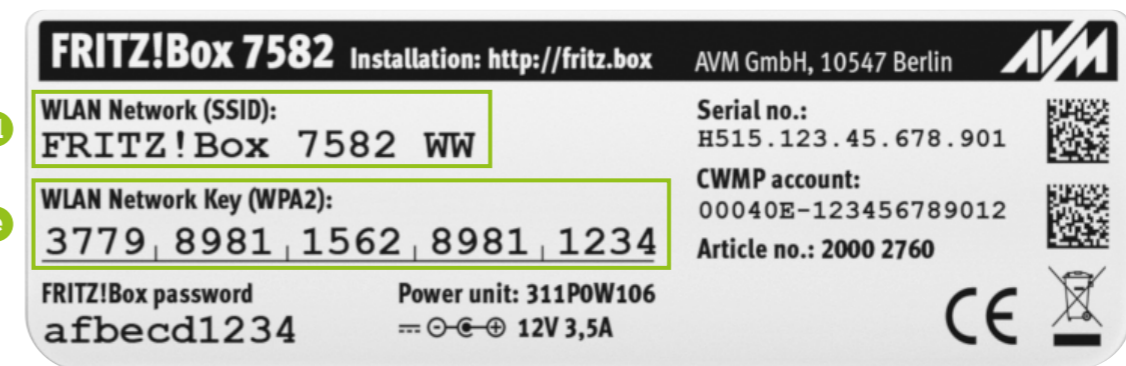 FRITZ!Box 7582 Installation: http://fritz.box AVM GmbH, 10547 Berlin AVM
WLAN Network (SSID):
FRITZ!Box 7582 WW
WLAN Network Key (WPA2):
3779 8981 1562 8981 1234
FRITZ!Box password
afbecd1234
Power unit: 311P0W106
12V 3,5A
Serial no.:
H515.123.45.678.901
CWMP account:
00040E-123456789012
Article no.: 2000 2760
CE